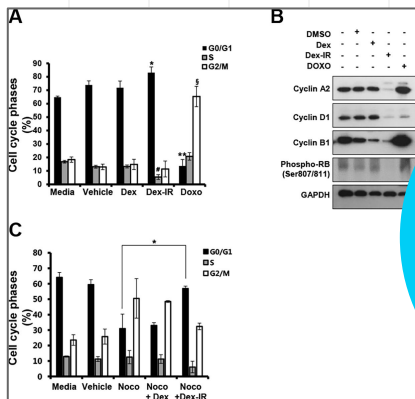 A
G0/G1
S
G2/M
Cell cycle phases
(%)
90
80
70
60
50
40
30
20
10
0
*
#
**
§
Media Vehicle Dex Dex-IR Doxo
B
DMSO - + - - -
Dex - - + - -
Dex-IR - - - + -
DOXO - - - - +
Cyclin A2
Cyclin D1
Cyclin B1
Phospho-RB
(Ser807/811)
GAPDH
C
G0/G1
S
G2/M
Cell cycle phases
(%)
80
70
60
50
40
30
20
10
0
*
Media Vehicle Noco Noco Noco
+ Dex +Dex-IR